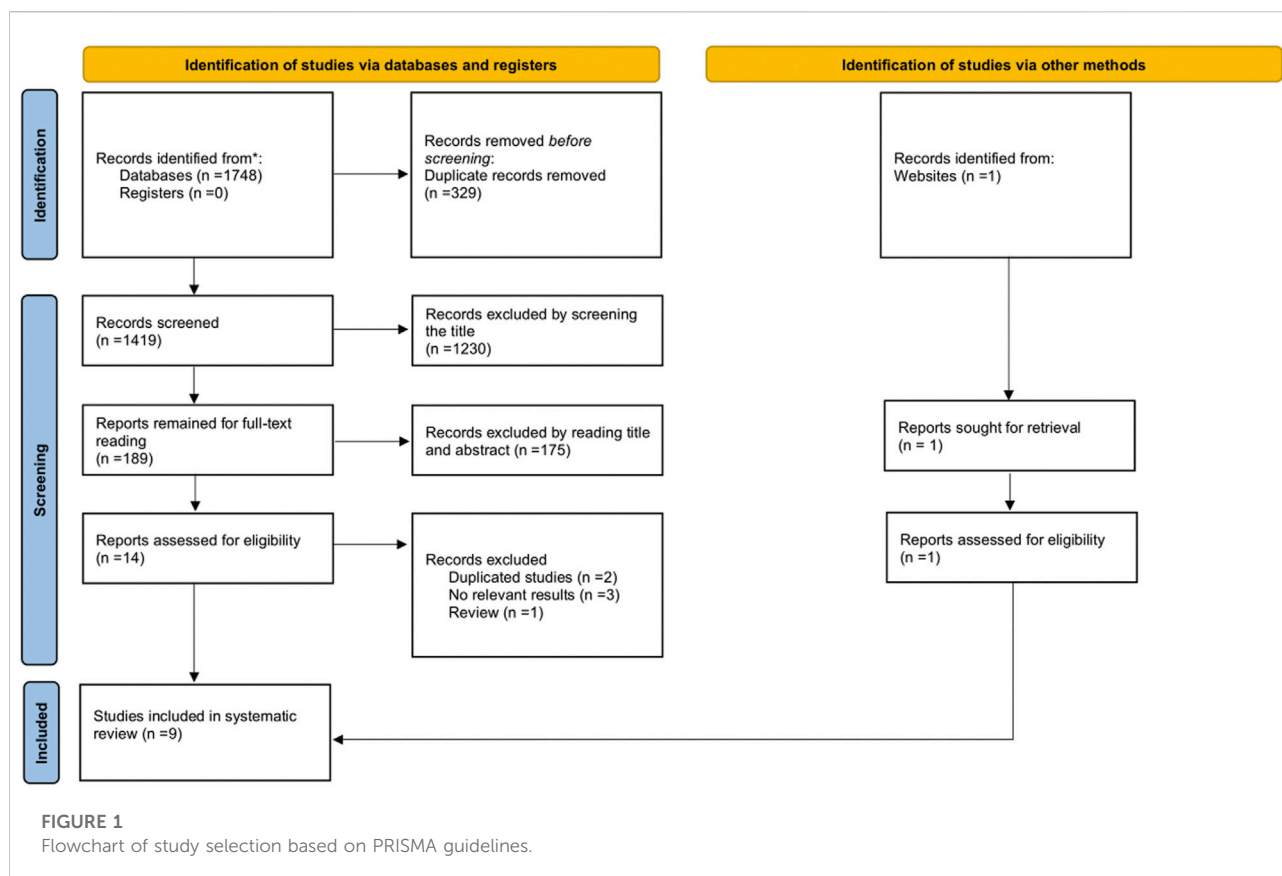 Identification of studies via databases and registers
Identification of studies via other methods
Identification
Records identified from*:
Databases (n =1748)
Registers (n =0)
Records removed before
screening:
Duplicate records removed
(n =329)
Records identified from:
Websites (n =1)
Screening
Records screened
(n =1419)
Records excluded by screening
the title
(n =1230)
Reports remained for full-text
reading
(n =189)
Records excluded by reading title
and abstract (n =175)
Reports sought for retrieval
(n = 1)
Reports assessed for eligibility
(n =14)
Records excluded
Duplicated studies (n =2)
No relevant results (n =3)
Review (n =1)
Reports assessed for eligibility
(n =1)
Included
Studies included in systematic
review (n =9)
FIGURE 1
Flowchart of study selection based on PRISMA guidelines.